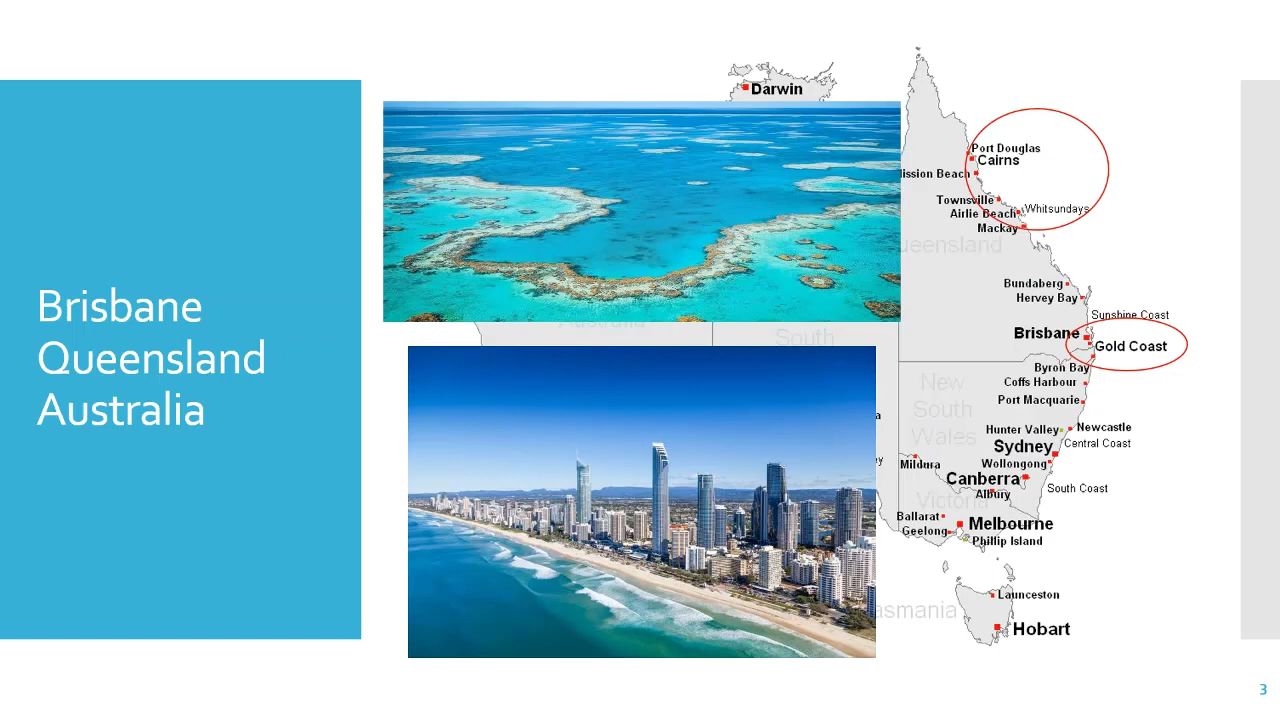 Brisbane
Queensland
Australia
Darwin
Port Douglas
Cairns
ission Beach
Townsville
Whitsundays
Airlie Beach
Mackay
ueensland
Bundaberg
Hervey Bay
Sunshine Coast
Australia
South
Brisbane
Gold Coast
Byron Bay
New
South
Wales
Coffs Harbour
Port Macquarie
Hunter Valley
Newcastle
Sydney
Central Coast
Mildura
Wollongong
Canberra
South Coast
Albury
Victoria
Ballarat
Melbourne
Geelong
Phillip Island
Launceston
asmania
Hobart
3